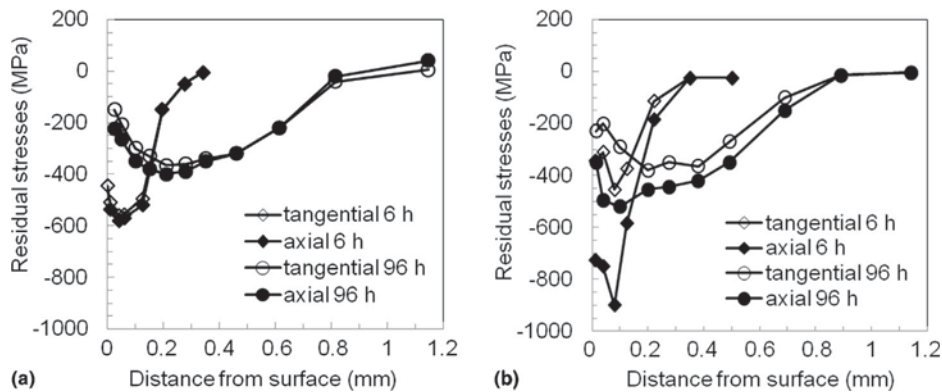 200
0
-200
-400
-600
-800
-1000
Residual stresses (MPa)
tangential 6 h
axial 6 h
tangential 96 h
axial 96 h
0 0.2 0.4 0.6 0.8 1 1.2
(a) Distance from surface (mm)
200
0
-200
-400
-600
-800
-1000
Residual stresses (MPa)
tangential 6 h
axial 6 h
tangential 96 h
axial 96 h
0 0.2 0.4 0.6 0.8 1 1.2
(b) Distance from surface (mm)